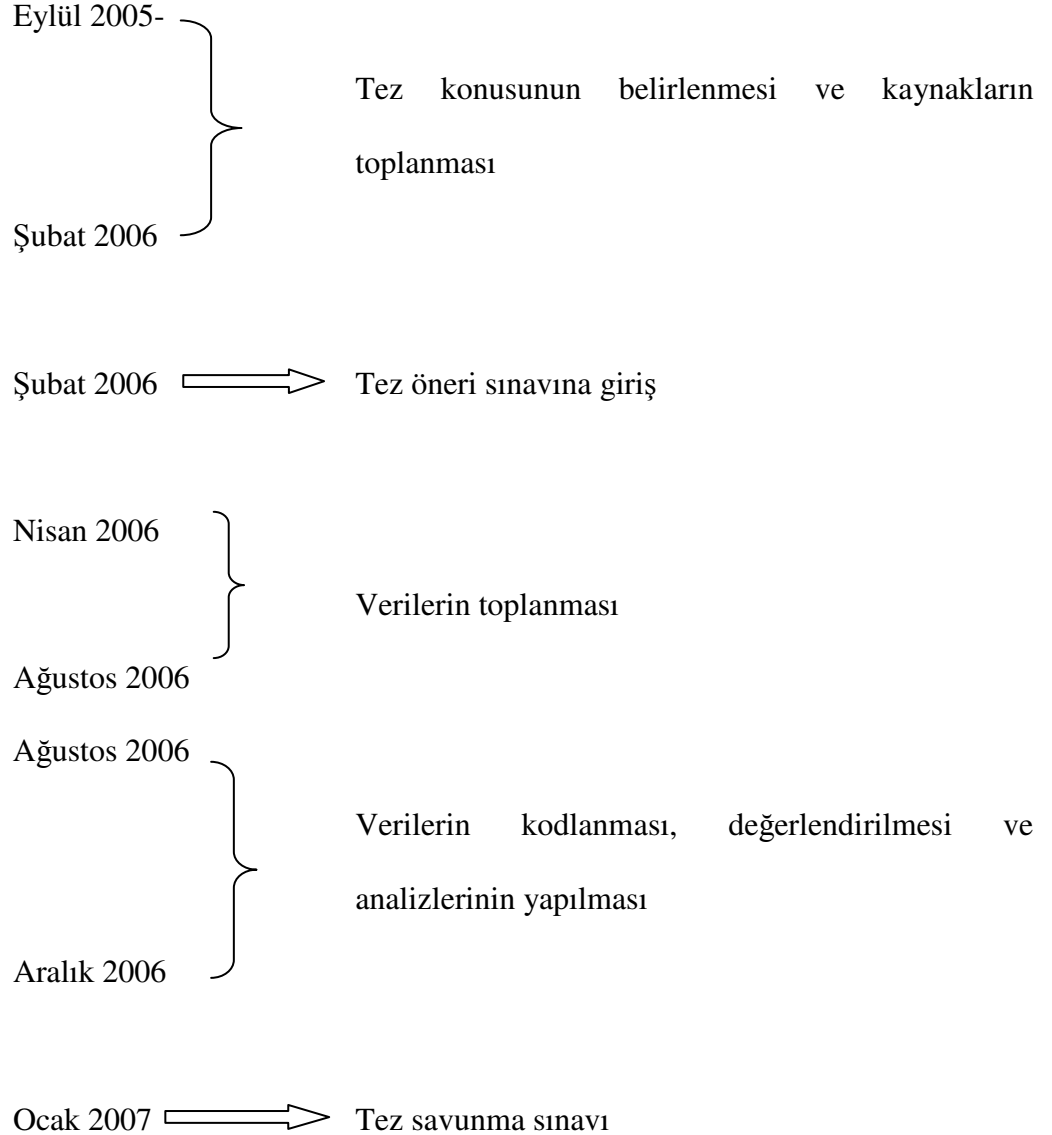 Eylül 2005-
Tez konusunun belirlenmesi ve kaynakların
toplanması
Şubat 2006
Şubat 2006 Tez öneri sınavına giriş
Nisan 2006
Verilerin toplanması
Ağustos 2006
Ağustos 2006
Verilerin kodlanması, değerlendirilmesi ve
analizlerinin yapılması
Aralık 2006
Ocak 2007 Tez savunma sınavı